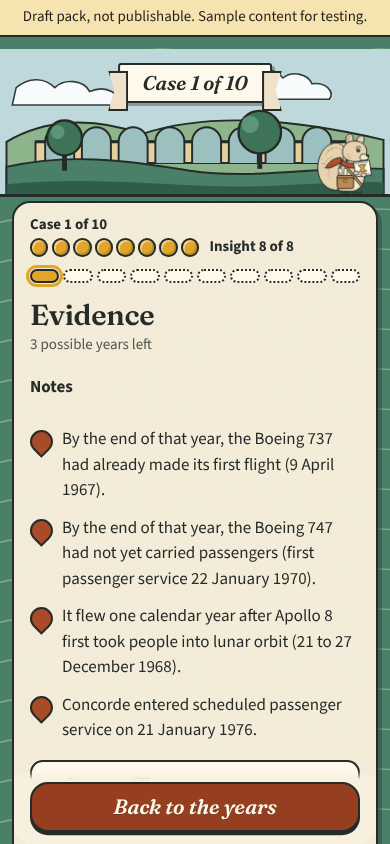 Draft pack, not publishable. Sample content for testing.
Case 1 of 10
Case 1 of 10
Insight 8 of 8
Evidence
3 possible years left
Notes
By the end of that year, the Boeing 737
had already made its first flight (9 April
1967).
By the end of that year, the Boeing 747
had not yet carried passengers (first
passenger service 22 January 1970).
It flew one calendar year after Apollo 8
first took people into lunar orbit (21 to 27
December 1968).
Concorde entered scheduled passenger
service on 21 January 1976.
Back to the years